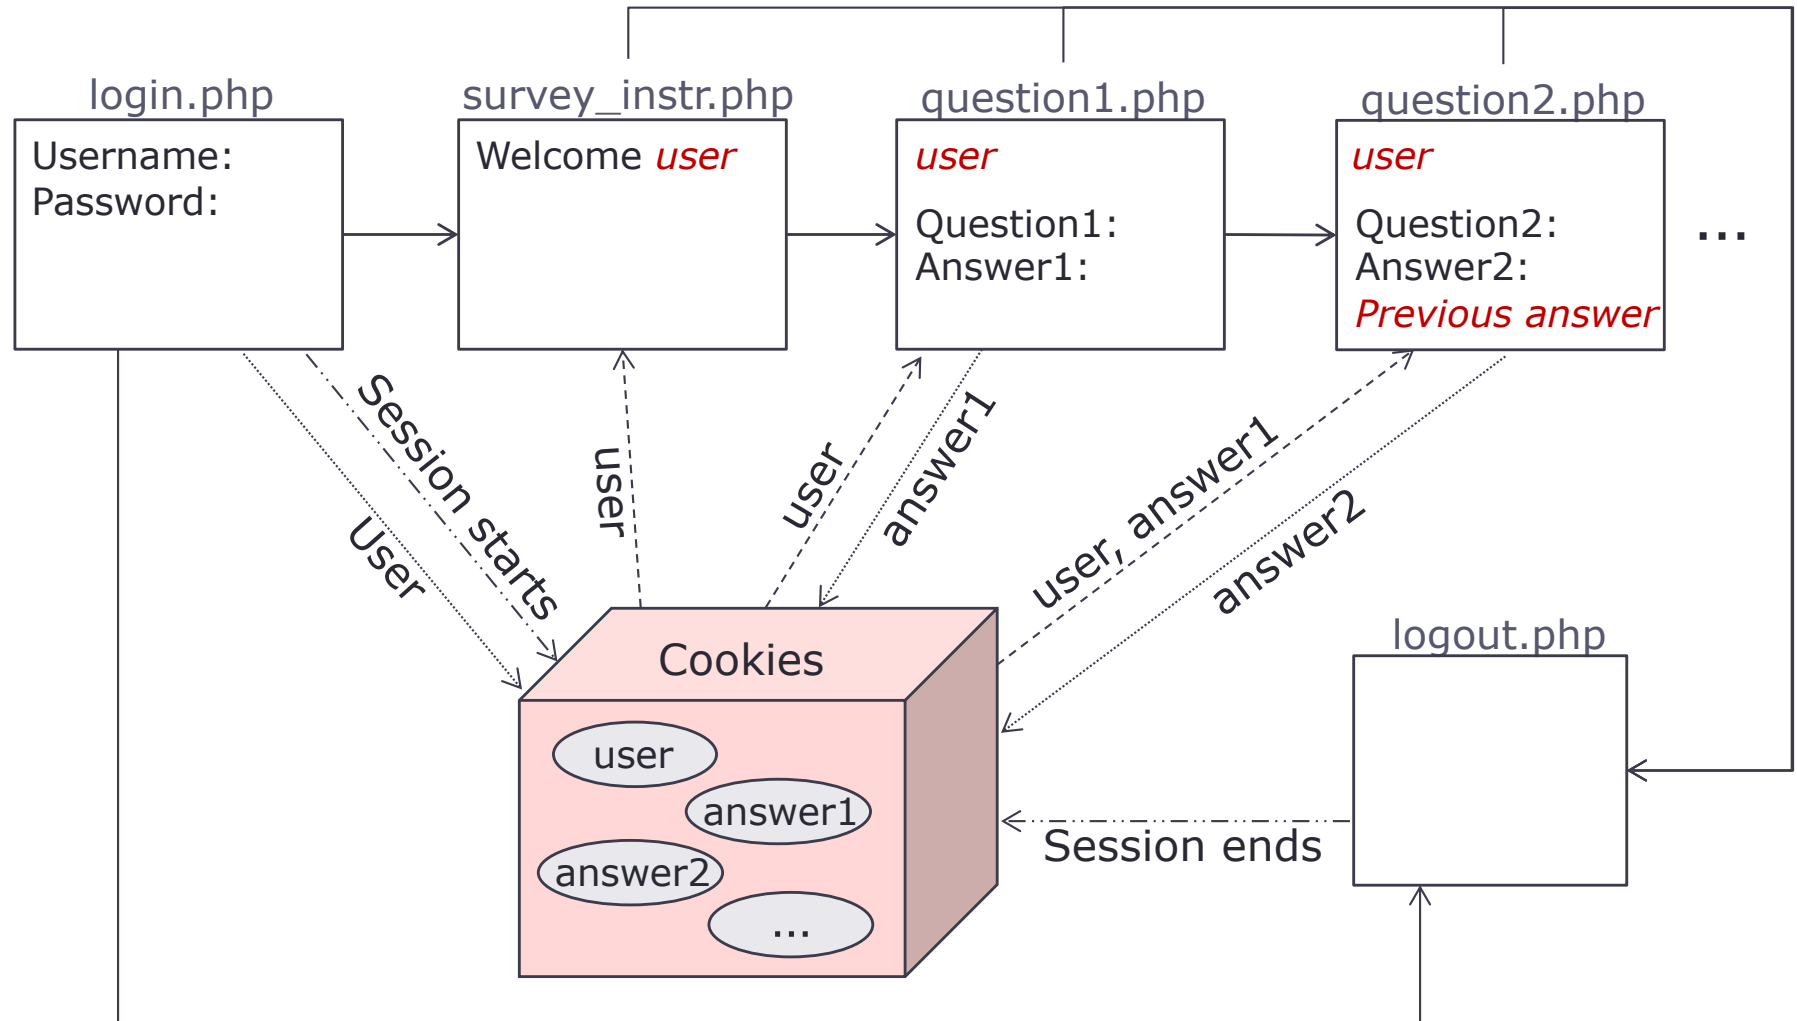 login.php
Username:
Password:
survey_instr.php
Welcome user
question1.php
user
Question1:
Answer1:
question2.php
user
Question2:
Answer2:
Previous answer
...
Session starts
User
user
user
answer1
user, answer1
answer2
Cookies
user
answer1
answer2
...
logout.php
Session ends